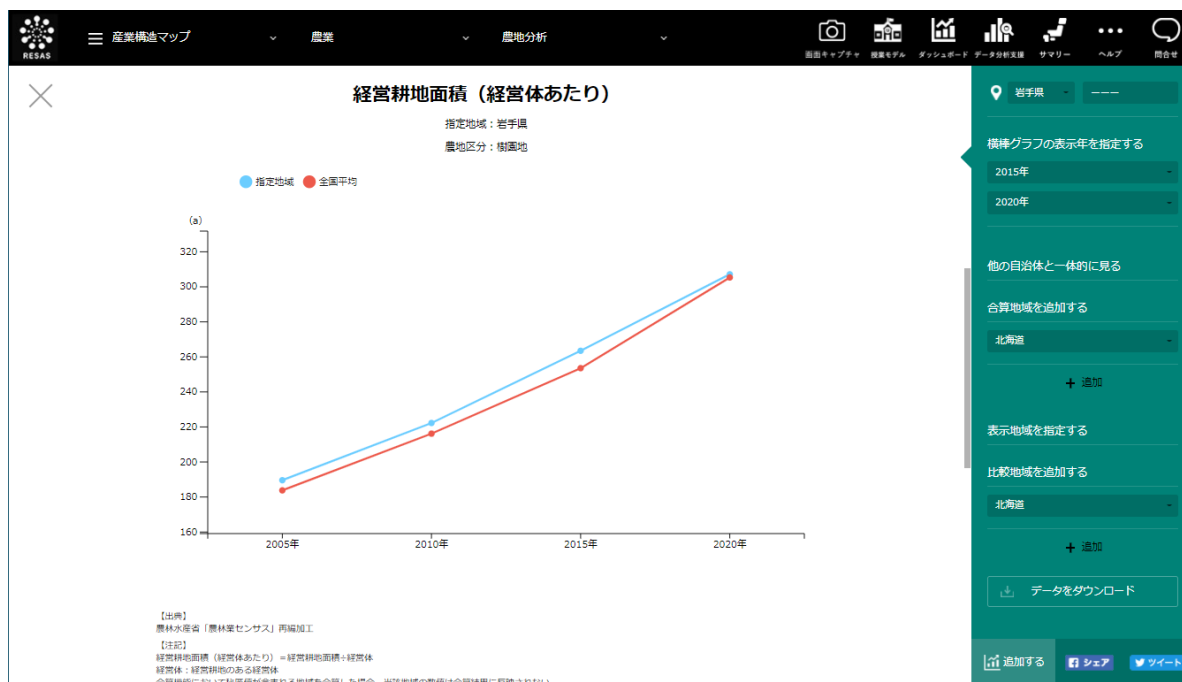 RESAS
産業構造マップ
農業
農地分析
画面キャプチャ
授業モデル
ダッシュボード
データ分析支援
サマリー
ヘルプ
問合せ
経営耕地面積（経営体あたり）
指定地域：岩手県
農地区分：樹園地
指定地域
全国平均
(a)
320
300
280
260
240
220
200
180
160
2005年
2010年
2015年
2020年
【出典】
農林水産省「農林業センサス」再編加工
【注記】
経営耕地面積（経営体あたり）＝経営耕地面積÷経営体
経営体：経営耕地のある経営体
岩手県
---
横棒グラフの表示年を指定する
2015年
2020年
他の自治体と一体的に見る
合算地域を追加する
北海道
+ 追加
表示地域を指定する
比較地域を追加する
北海道
+ 追加
データをダウンロード
追加する
シェア
ツイート